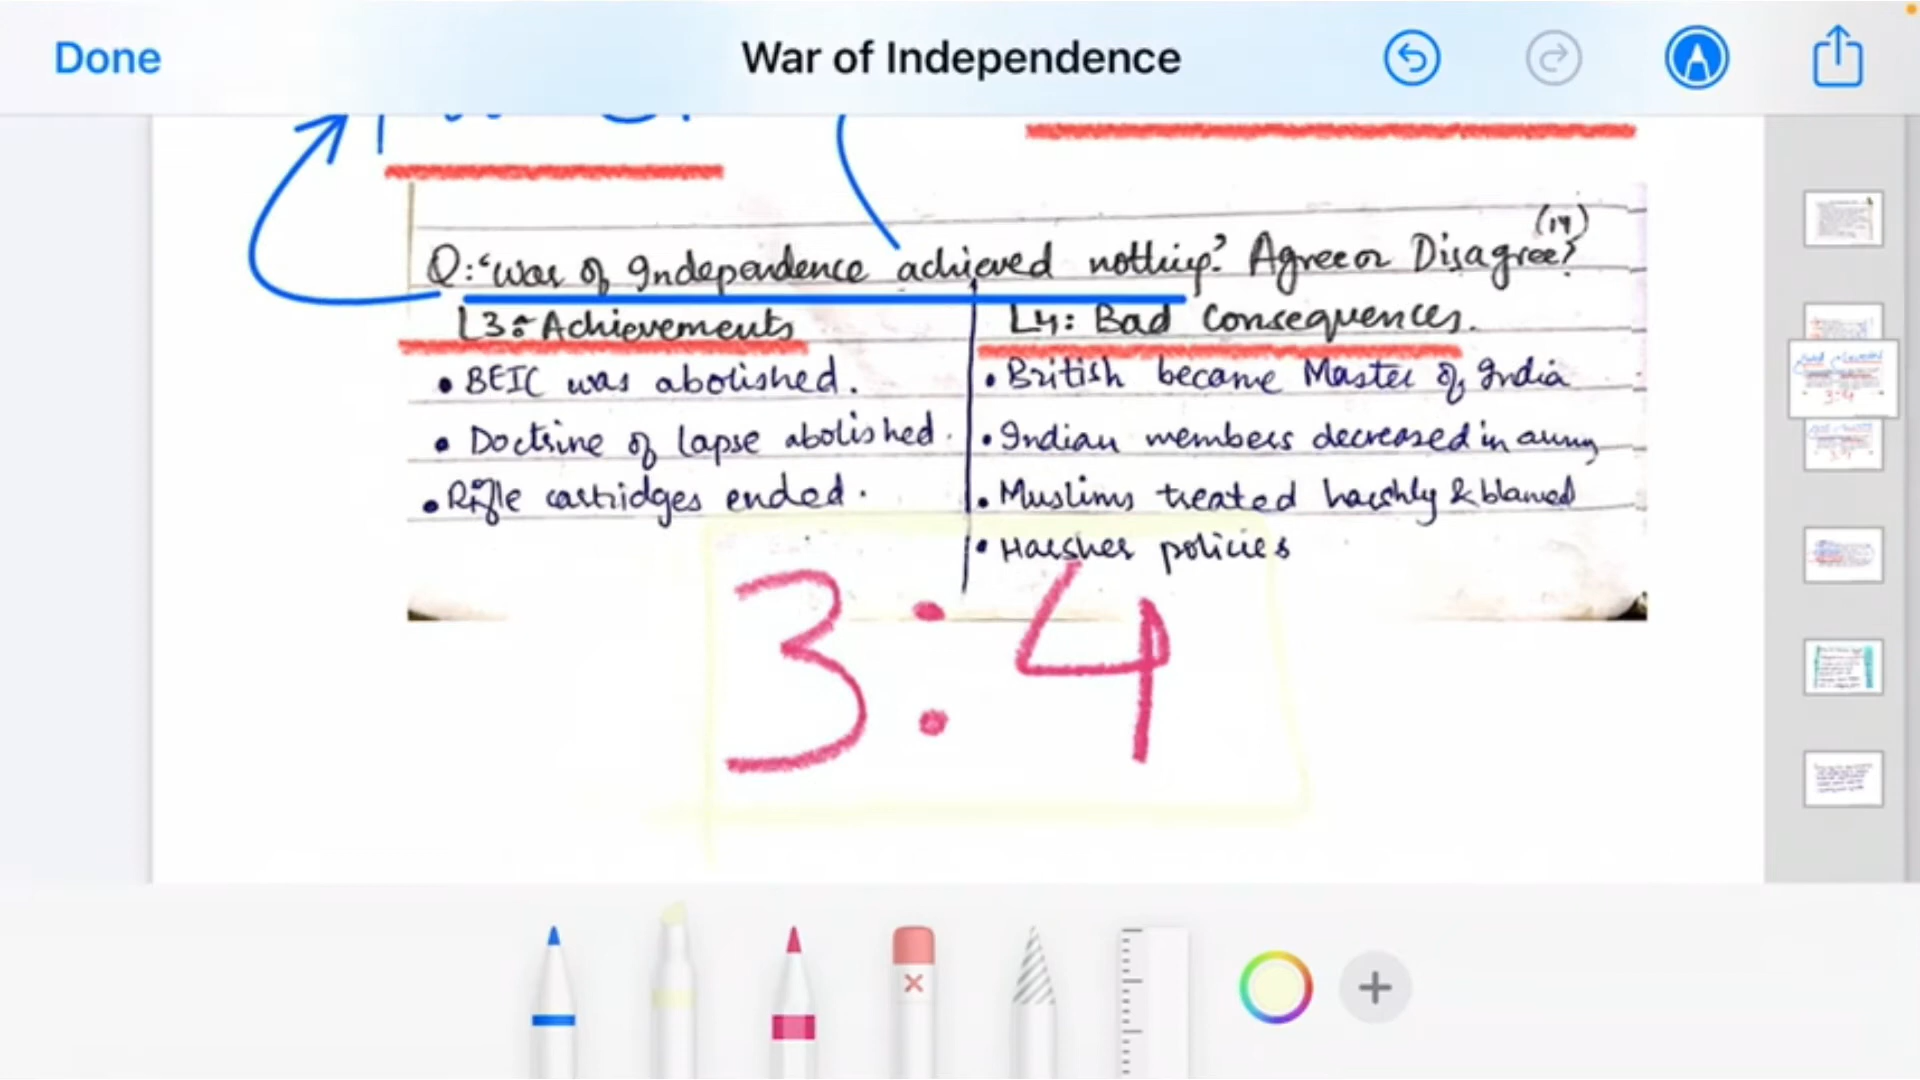 Done
War of Independence
(14)
Q: 'War of Independence achieved nothing.' Agree or Disagree?
L3: Achievements
• BEIC was abolished.
• Doctrine of lapse abolished.
• Rifle cartridges ended.
L4: Bad Consequences.
• British became Master of India
• Indian members decreased in army
• Muslims treated harshly & blamed
• Harsher policies
3:4